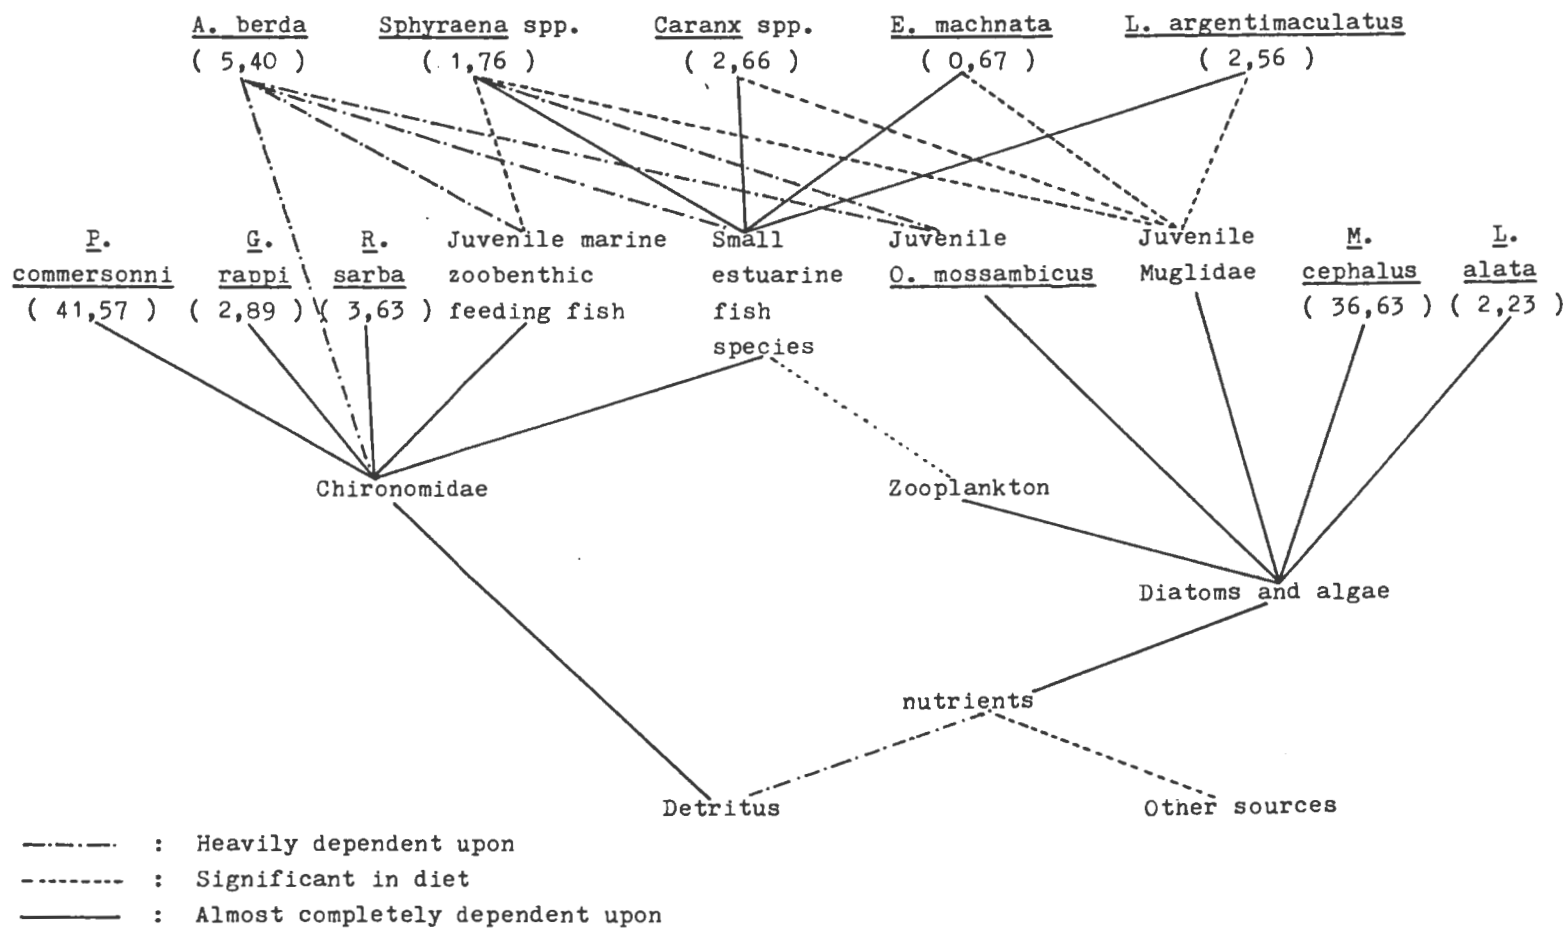 A. berda Sphyraena spp. Caranx spp. E. machnata L. argentimaculatus
( 5,40 ) ( 1,76 ) ( 2,66 ) ( 0,67 ) ( 2,56 )
P. G. R. Juvenile marine Small Juvenile Juvenile M. L.
commersonni rappi sarba zoobenthic estuarine O. mossambicus Muglidae cephalus alata
( 41,57 ) ( 2,89 ) ( 3,63 ) feeding fish fish ( 36,63 ) ( 2,23 )
species
Chironomidae Zooplankton
Diatoms and algae
nutrients
Detritus Other sources
: Heavily dependent upon
: Significant in diet
: Almost completely dependent upon